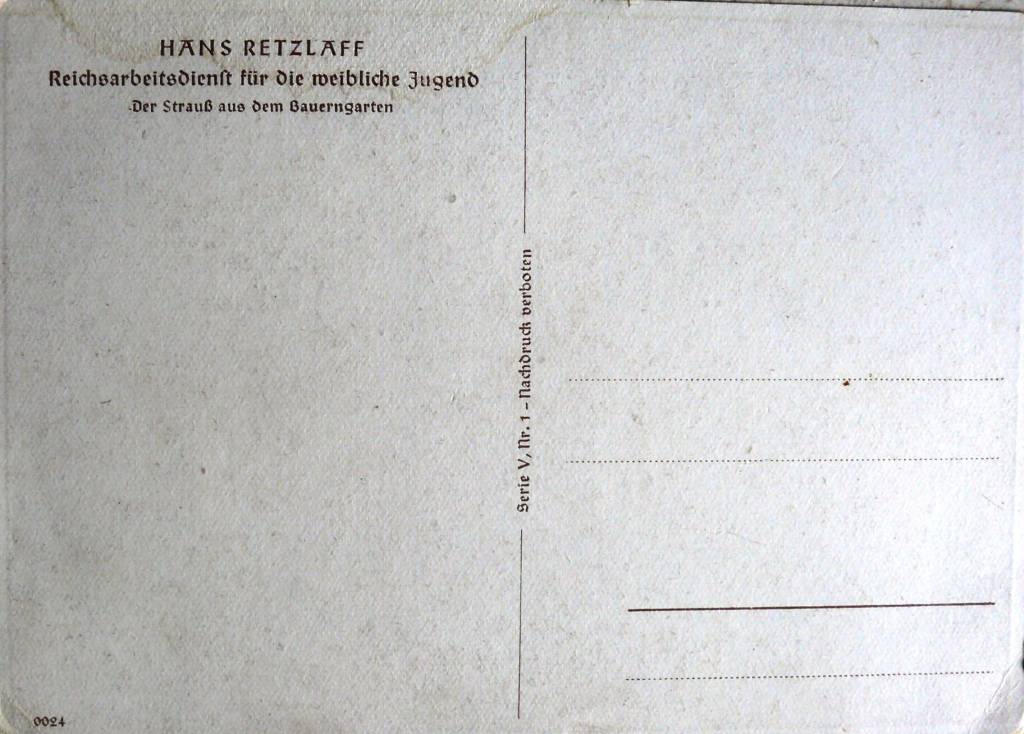 HANS RETZLAFF
Reichsarbeitsdienst für die weibliche Jugend
Der Strauß aus dem Bauerngarten
Serie V, Nr. 1 - Nachdruck verboten
0024